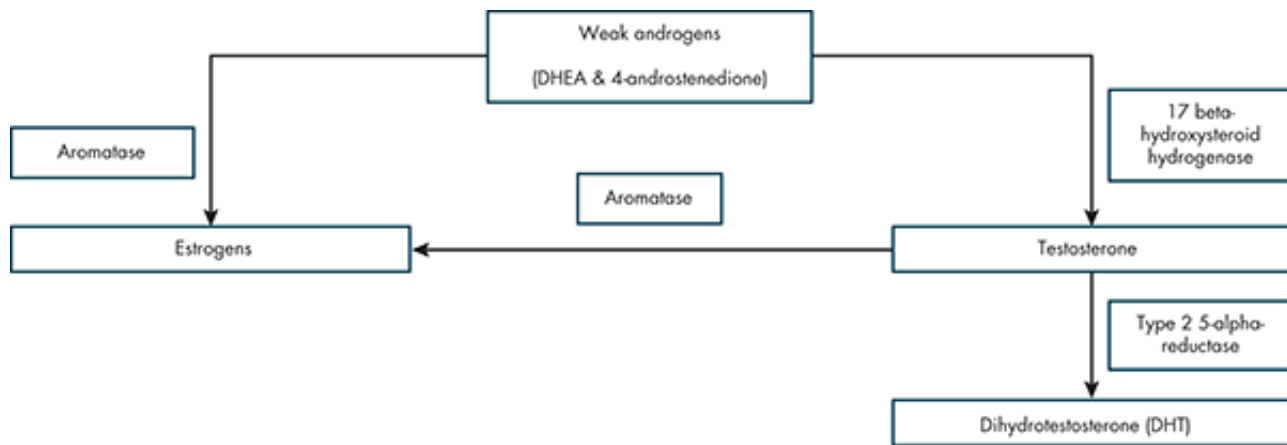 Weak androgens
(DHEA & 4-androstenedione)
Aromatase
17 beta-
hydroxysteroid
hydrogenase
Aromatase
Estrogens
Testosterone
Type 2 5-alpha-
reductase
Dihydrotestosterone (DHT)